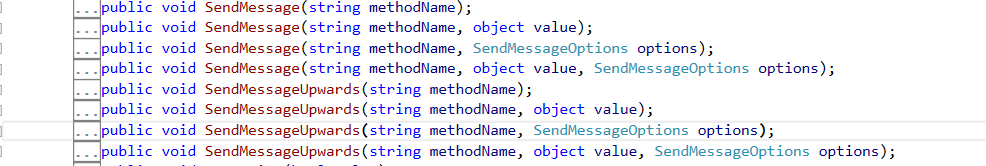 ...public void SendMessage(string methodName);
...public void SendMessage(string methodName, object value);
...public void SendMessage(string methodName, SendMessageOptions options);
...public void SendMessage(string methodName, object value, SendMessageOptions options);
...public void SendMessageUpwards(string methodName);
...public void SendMessageUpwards(string methodName, object value);
...public void SendMessageUpwards(string methodName, SendMessageOptions options);
...public void SendMessageUpwards(string methodName, object value, SendMessageOptions options);